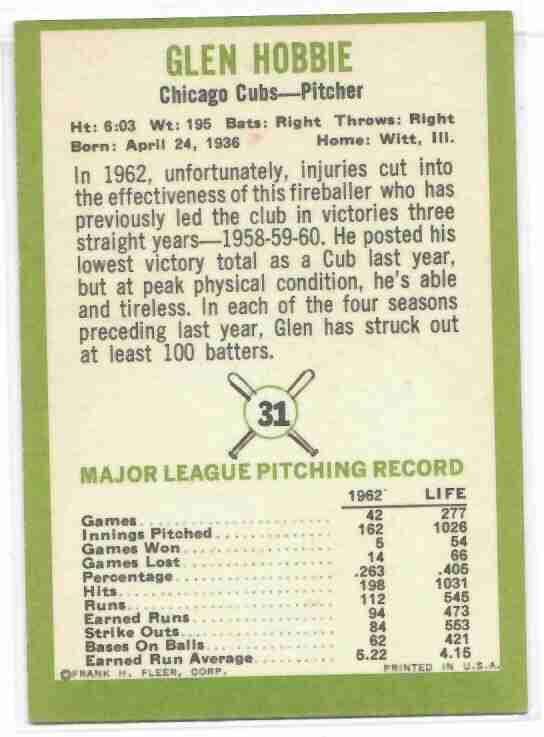 GLEN HOBBIE
Chicago Cubs—Pitcher
Ht: 6:03 Wt: 195 Bats: Right Throws: Right
Born: April 24, 1936 Home: Witt, Ill.
In 1962, unfortunately, injuries cut into
the effectiveness of this fireballer who has
previously led the club in victories three
straight years—1958-59-60. He posted his
lowest victory total as a Cub last year,
but at peak physical condition, he's able
and tireless. In each of the four seasons
preceding last year, Glen has struck out
at least 100 batters.
31
MAJOR LEAGUE PITCHING RECORD
1962 LIFE
Games 42 277
Innings Pitched 162 1026
Games Won 5 54
Games Lost 14 66
Percentage .263 .405
Hits 198 1031
Runs 112 545
Earned Runs 94 473
Strike Outs 84 553
Bases On Balls 62 421
Earned Run Average 5.22 4.15
©FRANK H. FLEER, CORP. PRINTED IN U.S.A.